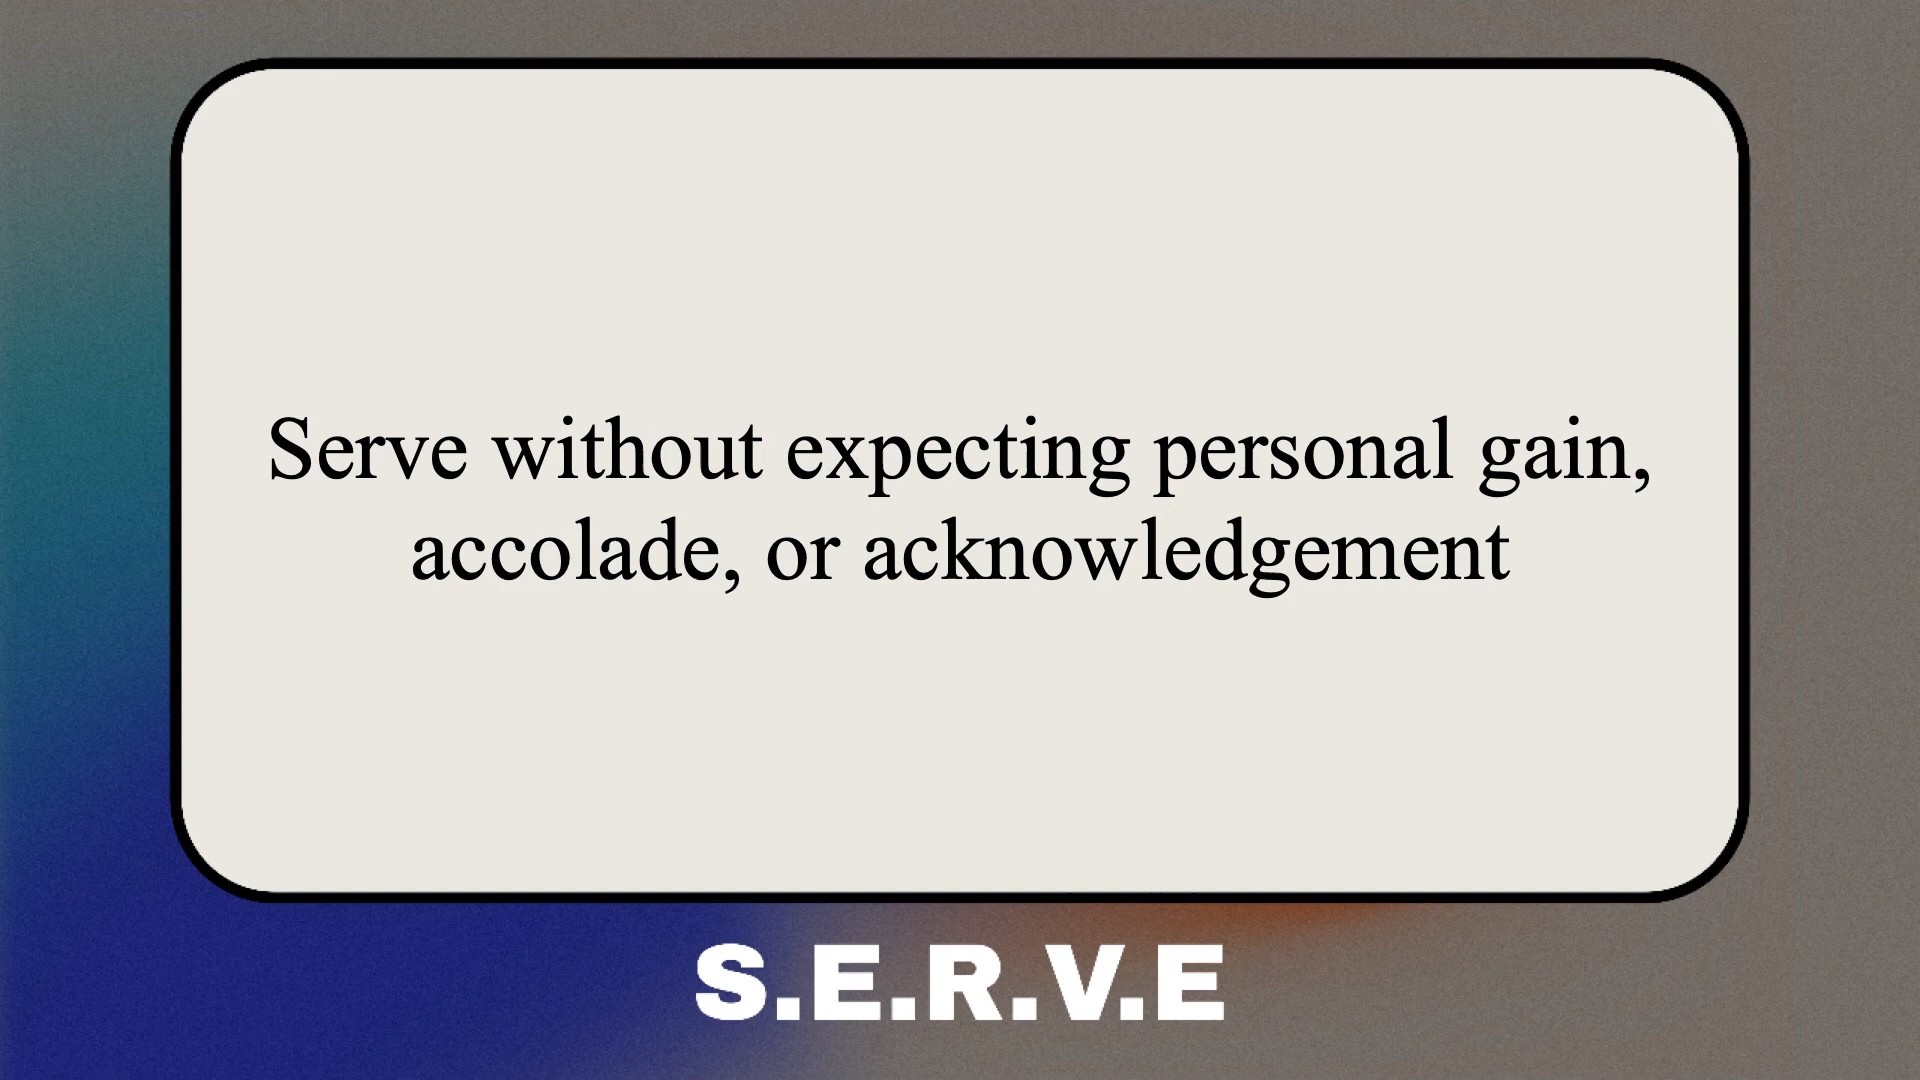 Serve without expecting personal gain,
accolade, or acknowledgement
S.E.R.V.E